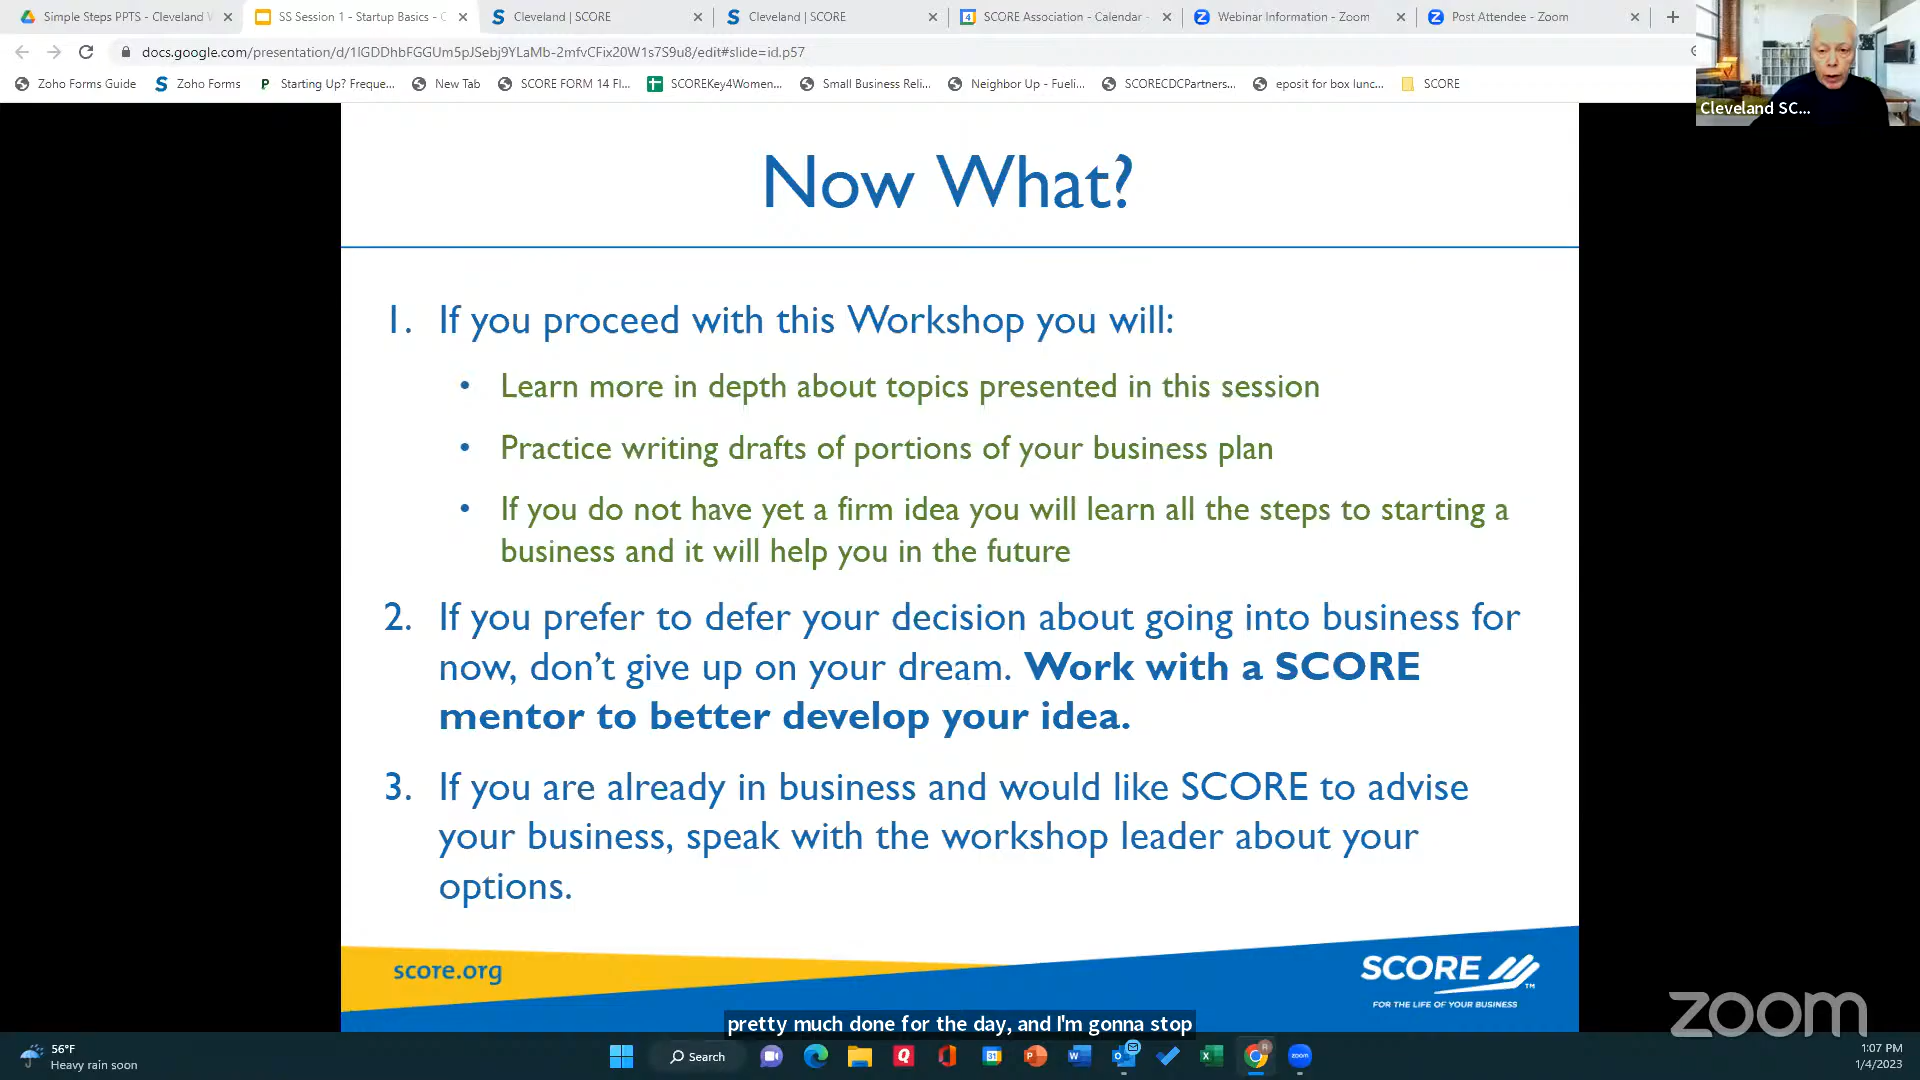 Simple Steps PPTS - Cleveland
SS Session 1 - Startup Basics -
Cleveland | SCORE
Cleveland | SCORE
SCORE Association - Calendar -
Webinar Information - Zoom
Post Attendee - Zoom
docs.google.com/presentation/d/1lGDDhbFGGUm5pJSebj9YLaMb-2mfvCFix20W1s7S9u8/edit#slide=id.p57
Zoho Forms Guide
Zoho Forms
Starting Up? Freque...
New Tab
SCORE FORM 14 Fl...
SCOREKey4Women...
Small Business Reli...
Neighbor Up - Fueli...
SCORECDCPartners...
eposit for box lunc...
SCORE
Cleveland SC...
Now What?
1. If you proceed with this Workshop you will:
• Learn more in depth about topics presented in this session
• Practice writing drafts of portions of your business plan
• If you do not have yet a firm idea you will learn all the steps to starting a
business and it will help you in the future
2. If you prefer to defer your decision about going into business for
now, don't give up on your dream. Work with a SCORE
mentor to better develop your idea.
3. If you are already in business and would like SCORE to advise
your business, speak with the workshop leader about your
options.
score.org
SCORE
TM
FOR THE LIFE OF YOUR BUSINESS
pretty much done for the day, and I'm gonna stop
zoom
56°F
Heavy rain soon
Search
1:07 PM
1/4/2023